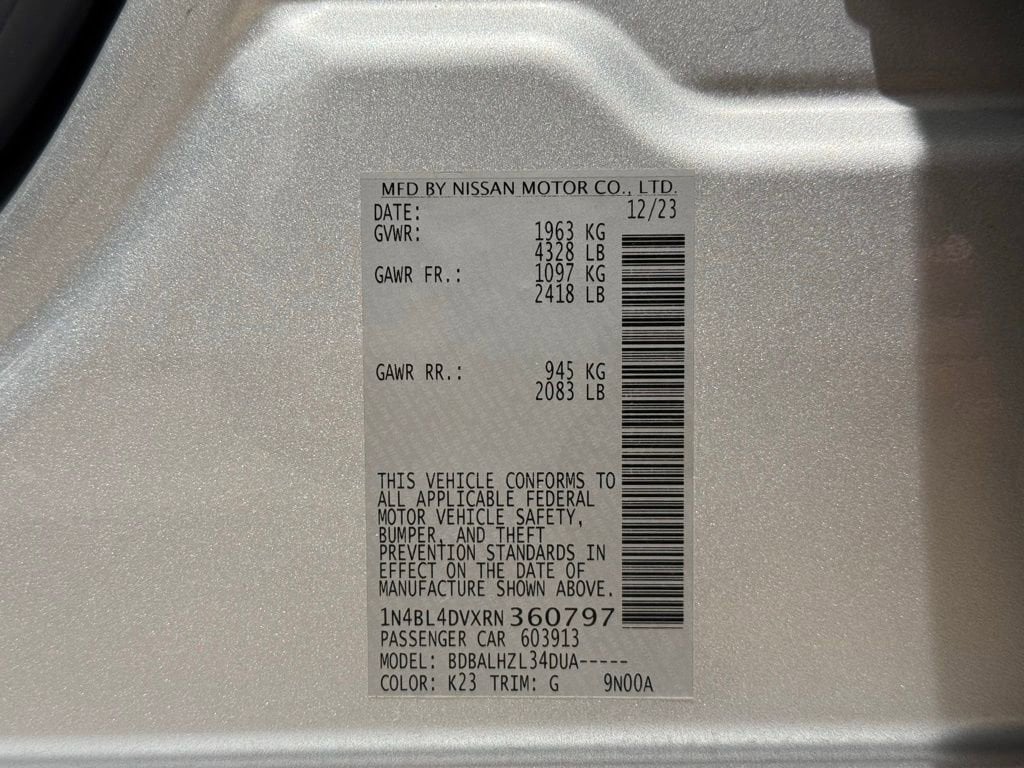 MFD BY NISSAN MOTOR CO., LTD.
DATE: 12/23
GVWR: 1963 KG
4328 LB
GAWR FR.: 1097 KG
2418 LB
GAWR RR.: 945 KG
2083 LB
THIS VEHICLE CONFORMS TO
ALL APPLICABLE FEDERAL
MOTOR VEHICLE SAFETY,
BUMPER, AND THEFT
PREVENTION STANDARDS IN
EFFECT ON THE DATE OF
MANUFACTURE SHOWN ABOVE.
1N4BL4DVXRN360797
PASSENGER CAR 603913
MODEL: BDBALHZL34DUA-----
COLOR: K23 TRIM: G 9N00A